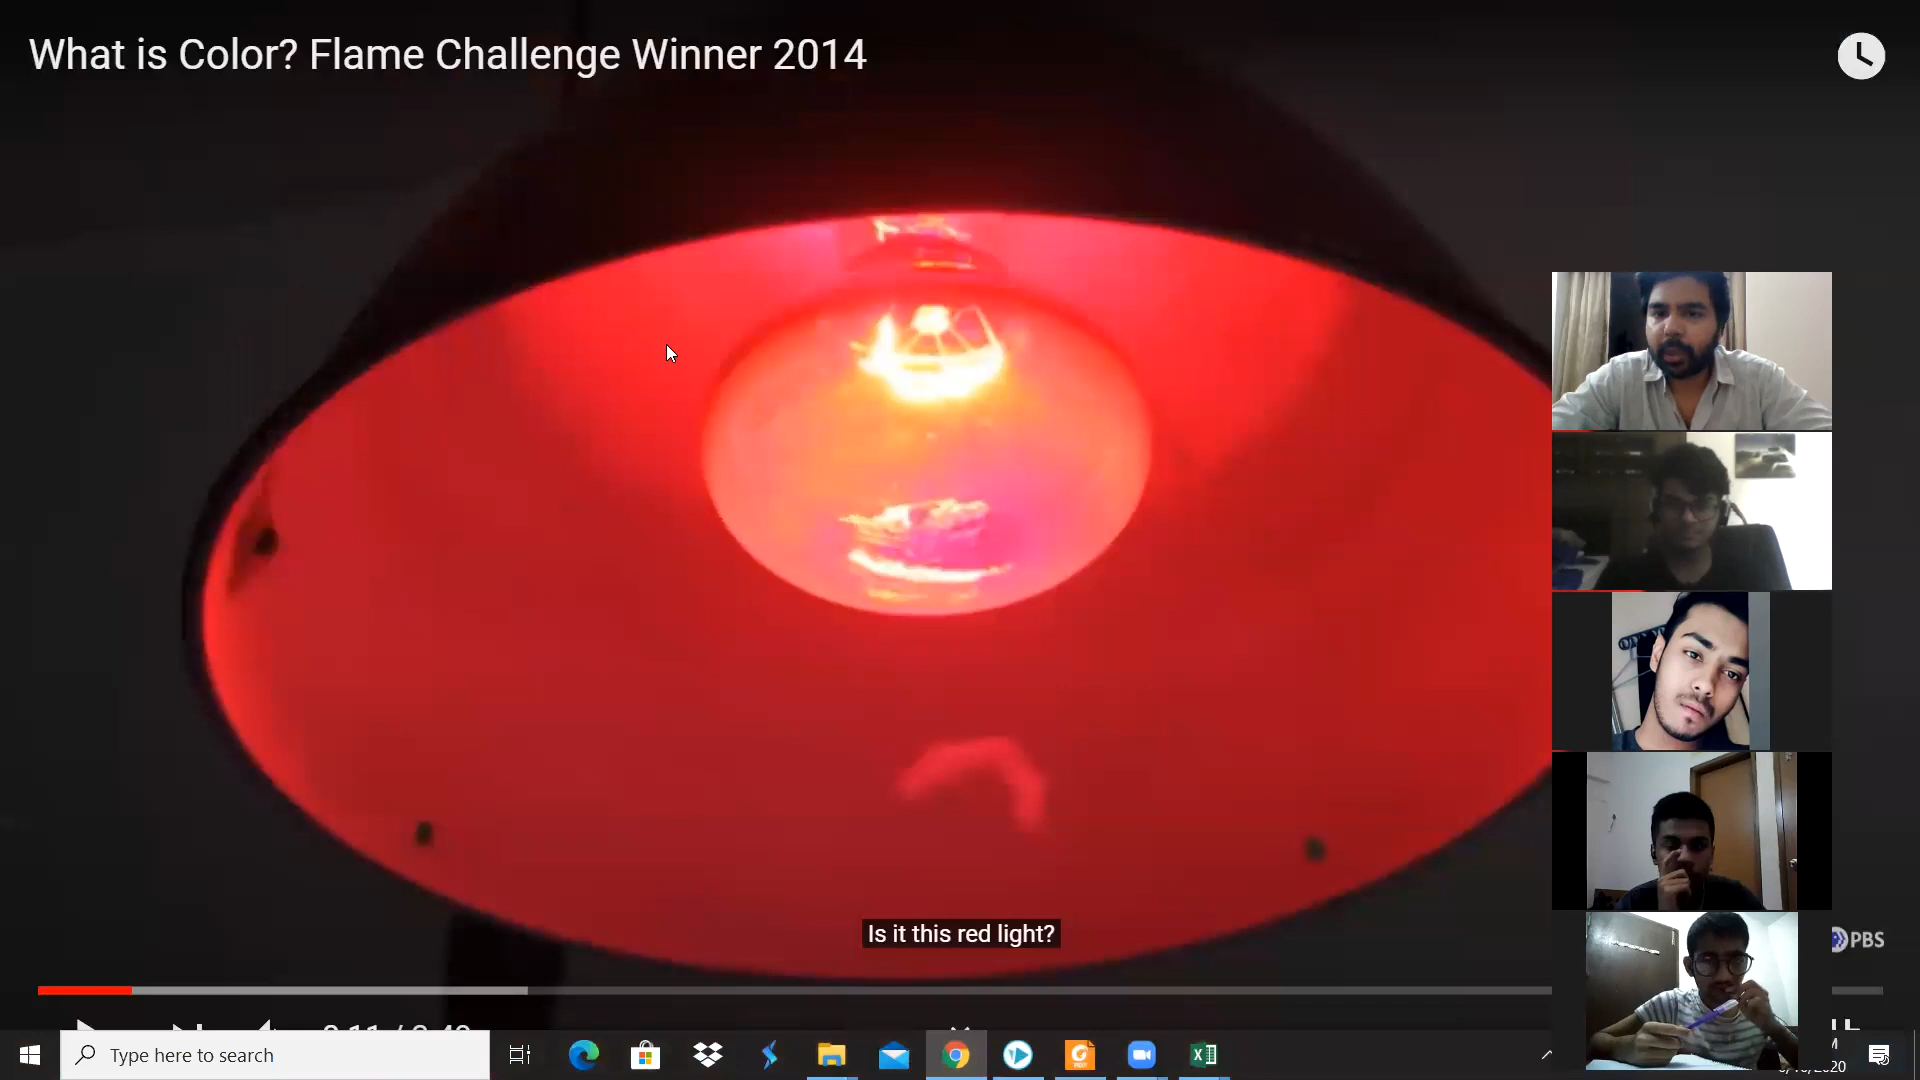 What is Color? Flame Challenge Winner 2014
Is it this red light?
PBS
Type here to search